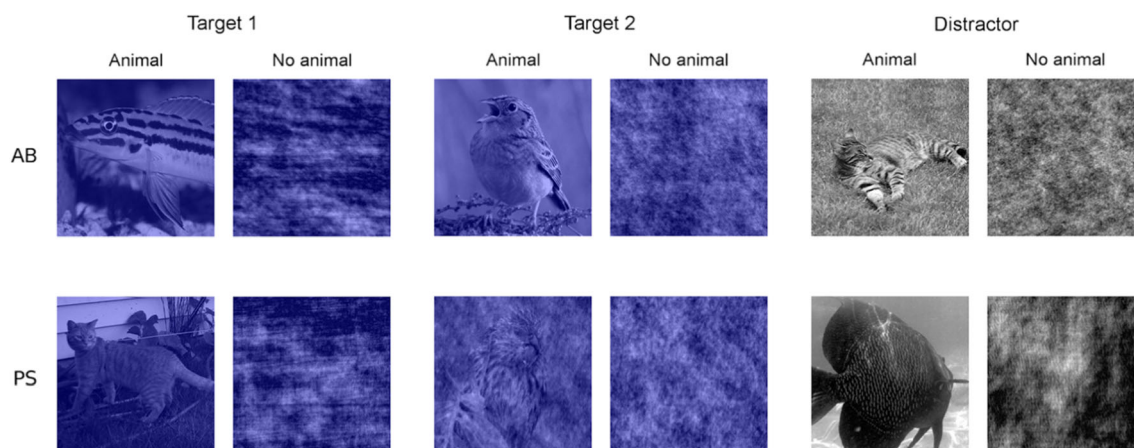 Target 1 Target 2 Distractor
Animal No animal Animal No animal Animal No animal
AB
PS